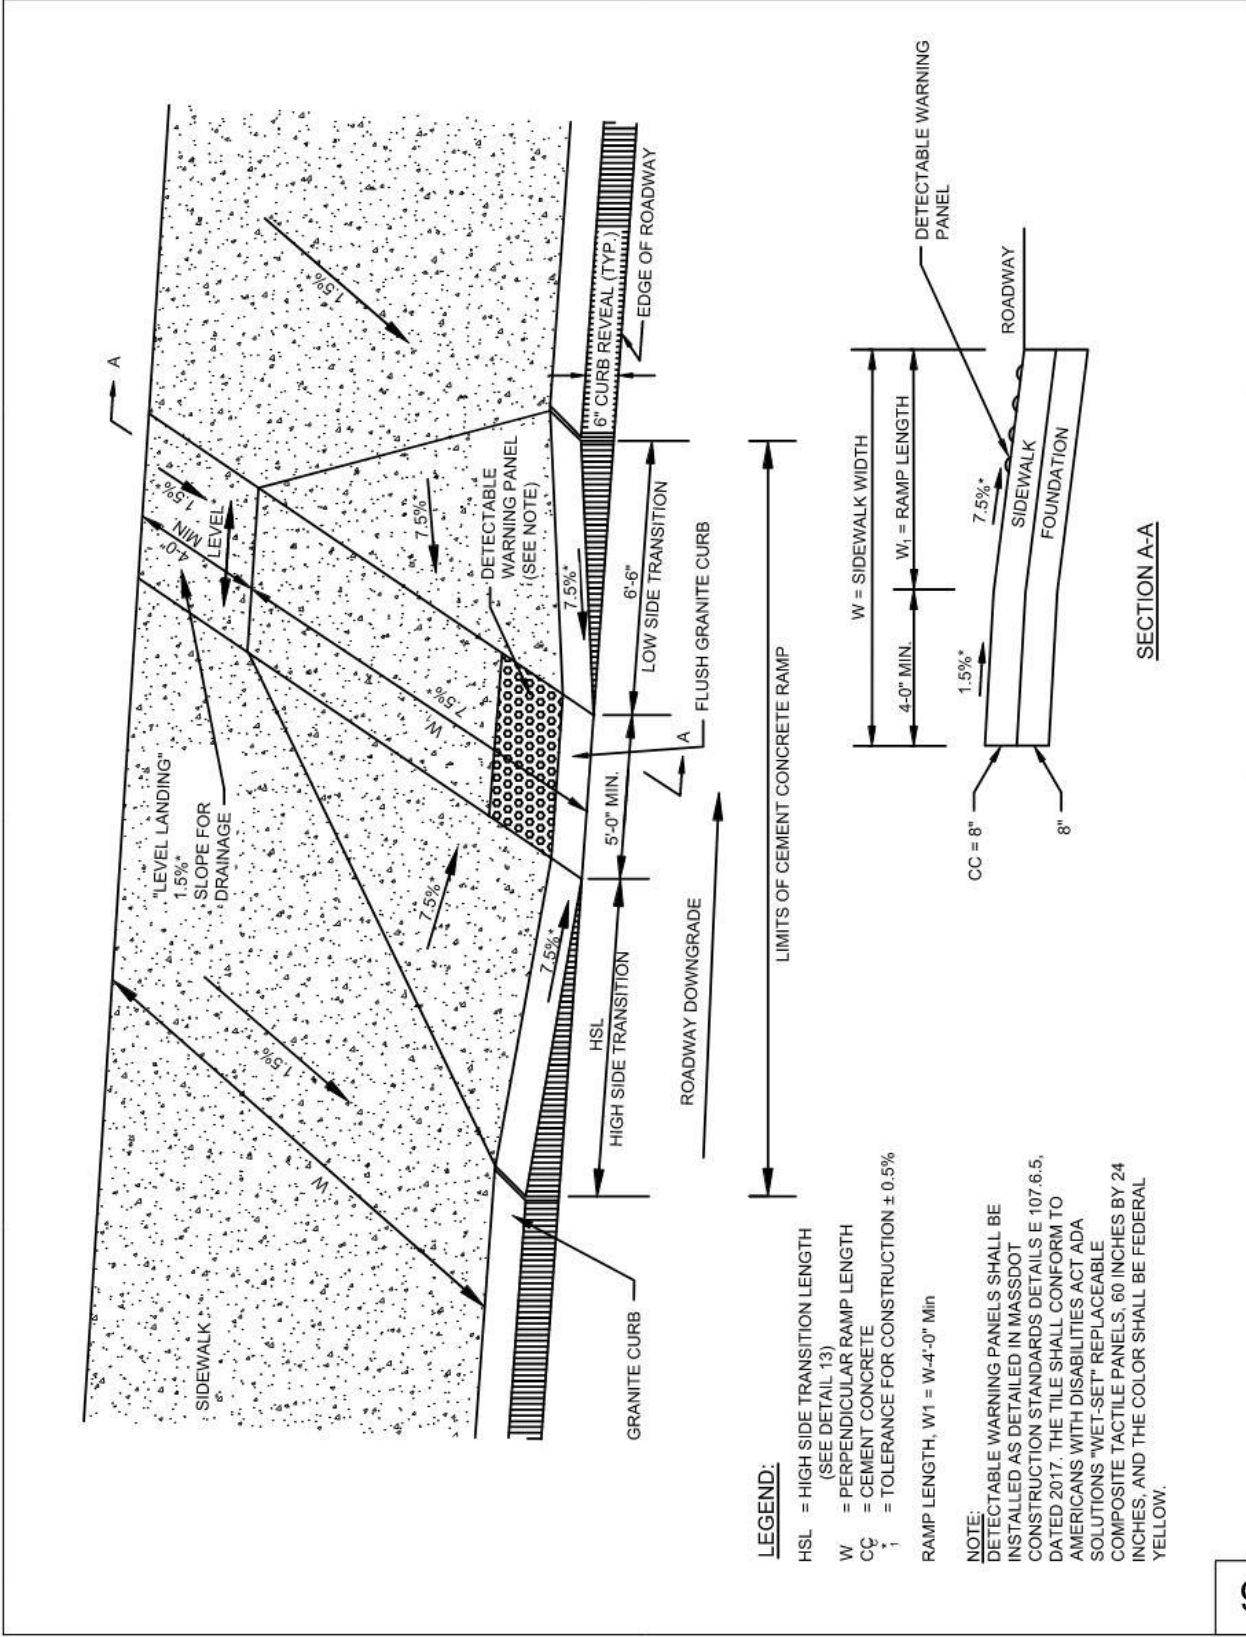 SIDEWALK
W
1.5%*
"LEVEL LANDING"
1.5%*
SLOPE FOR
DRAINAGE
4-0"
MIN.
LEVEL
1.5%*
A
1.5%*
7.5%*
W₁
7.5%*
7.5%*
DETECTABLE
WARNING PANEL
(SEE NOTE)
6" CURB REVEAL (TYP.)
EDGE OF ROADWAY
7.5%*
7.5%*
HSL
HIGH SIDE TRANSITION
5'-0" MIN.
6'-6"
LOW SIDE TRANSITION
GRANITE CURB
A
FLUSH GRANITE CURB
ROADWAY DOWNGRADE
LIMITS OF CEMENT CONCRETE RAMP
LEGEND:
HSL = HIGH SIDE TRANSITION LENGTH
(SEE DETAIL 13)
W = PERPENDICULAR RAMP LENGTH
CC = CEMENT CONCRETE
* = TOLERANCE FOR CONSTRUCTION ± 0.5%
RAMP LENGTH, W1 = W-4'-0" Min
NOTE:
DETECTABLE WARNING PANELS SHALL BE
INSTALLED AS DETAILED IN MASSDOT
CONSTRUCTION STANDARDS DETAILS E 107.6.5,
DATED 2017. THE TILE SHALL CONFORM TO
AMERICANS WITH DISABILITIES ACT ADA
SOLUTIONS "WET-SET" REPLACEABLE
COMPOSITE TACTILE PANELS, 60 INCHES BY 24
INCHES, AND THE COLOR SHALL BE FEDERAL
YELLOW.
W = SIDEWALK WIDTH
4-0" MIN.
W₁ = RAMP LENGTH
DETECTABLE WARNING
PANEL
1.5%*
7.5%*
ROADWAY
CC = 8"
SIDEWALK
FOUNDATION
8"
SECTION A-A